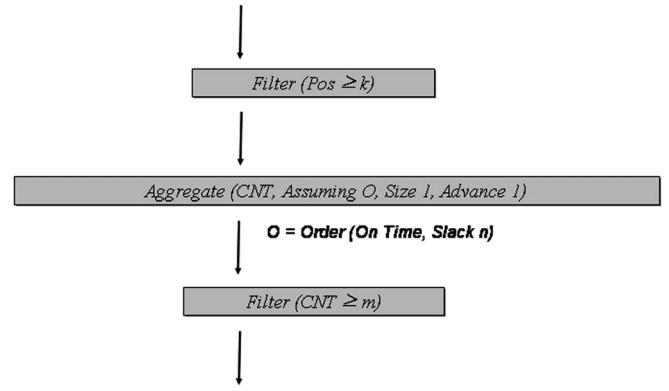 Filter (Pos ≥ k)
Aggregate (CNT, Assuming O, Size 1, Advance 1)
O = Order (On Time, Slack n)
Filter (CNT ≥ m)